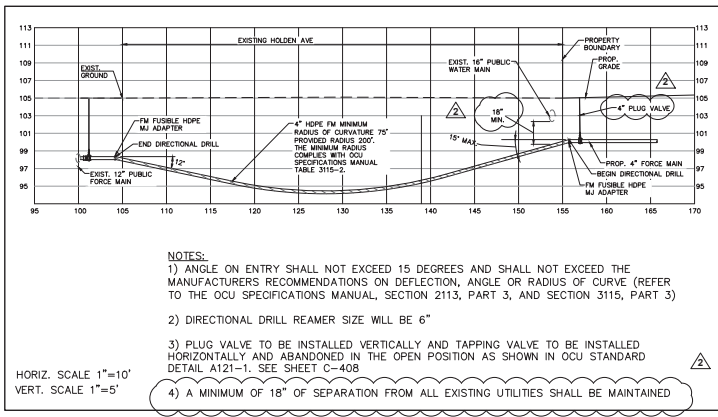 113
111
109
107
105
103
101
99
97
95
113
111
109
107
105
103
101
99
97
95
EXISTING HOLDEN AVE
PROPERTY
BOUNDARY
EXIST.
GROUND
EXIST. 16" PUBLIC
WATER MAIN
PROP.
GRADE
2
2
4" PLUG VALVE
18"
MIN.
FM FUSIBLE HDPE
MJ ADAPTER
END DIRECTIONAL DRILL
4" HDPE FM MINIMUM
RADIUS OF CURVATURE 75'
PROVIDED RADIUS 200'.
THE MINIMUM RADIUS
COMPLIES WITH OCU
SPECIFICATIONS MANUAL
TABLE 3115-2.
15° MAX.
12°
EXIST. 12" PUBLIC
FORCE MAIN
PROP. 4" FORCE MAIN
BEGIN DIRECTIONAL DRILL
FM FUSIBLE HDPE
MJ ADAPTER
95 100 105 110 115 120 125 130 135 140 145 150 155 160 165 170
NOTES:
1) ANGLE ON ENTRY SHALL NOT EXCEED 15 DEGREES AND SHALL NOT EXCEED THE
MANUFACTURERS RECOMMENDATIONS ON DEFLECTION, ANGLE OR RADIUS OF CURVE (REFER
TO THE OCU SPECIFICATIONS MANUAL, SECTION 2113, PART 3, AND SECTION 3115, PART 3)
2) DIRECTIONAL DRILL REAMER SIZE WILL BE 6"
3) PLUG VALVE TO BE INSTALLED VERTICALLY AND TAPPING VALVE TO BE INSTALLED
HORIZONTALLY AND ABANDONED IN THE OPEN POSITION AS SHOWN IN OCU STANDARD
DETAIL A121-1. SEE SHEET C-408
2
4) A MINIMUM OF 18" OF SEPARATION FROM ALL EXISTING UTILITIES SHALL BE MAINTAINED
HORIZ. SCALE 1"=10'
VERT. SCALE 1"=5'